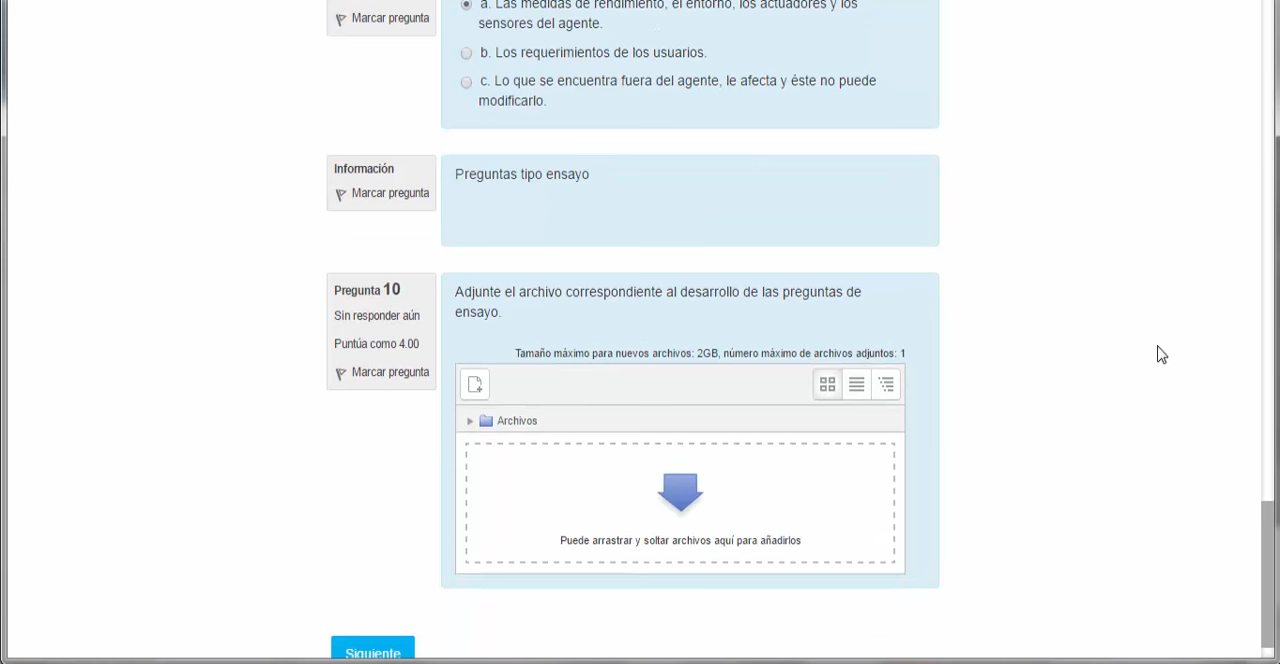 Marcar pregunta
a. Las medidas de rendimiento, el entorno, los actuadores y los
sensores del agente.
b. Los requerimientos de los usuarios.
c. Lo que se encuentra fuera del agente, le afecta y éste no puede
modificarlo.
Información
Marcar pregunta
Preguntas tipo ensayo
Pregunta 10
Sin responder aún
Puntúa como 4.00
Marcar pregunta
Adjunte el archivo correspondiente al desarrollo de las preguntas de
ensayo.
Tamaño máximo para nuevos archivos: 2GB, número máximo de archivos adjuntos: 1
Archivos
Puede arrastrar y soltar archivos aquí para añadirlos
Siguiente